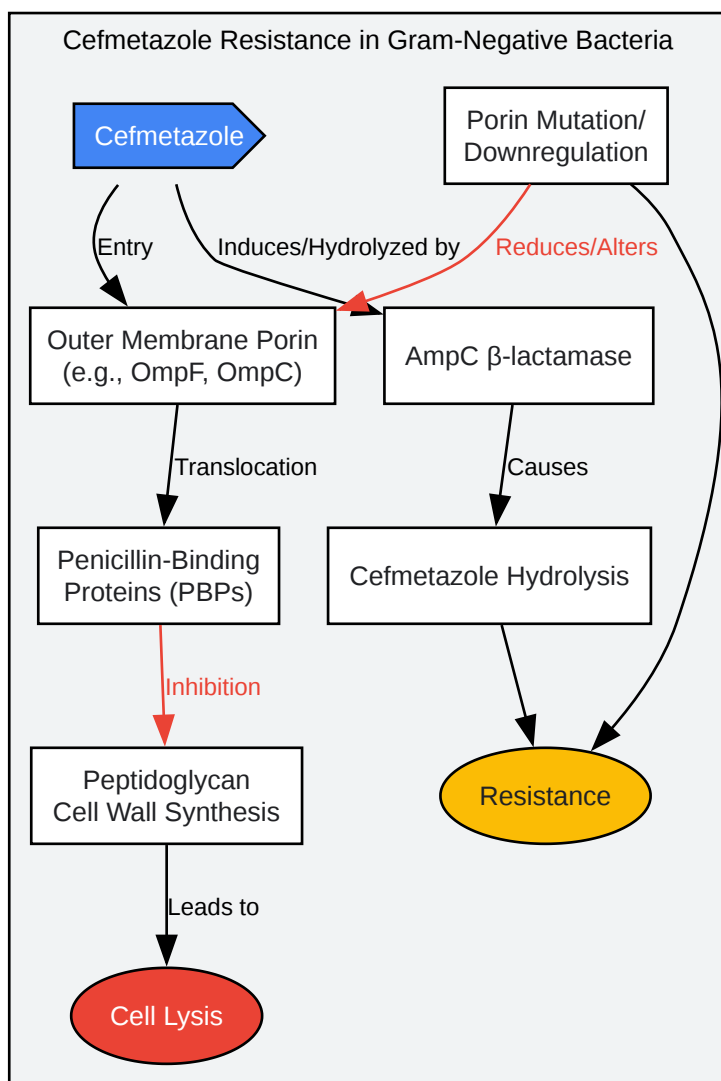 Cefmetazole Resistance in Gram-Negative Bacteria
Cefmetazole
Porin Mutation/
Downregulation
Entry
Induces/Hydrolyzed by
Reduces/Alters
Outer Membrane Porin
(e.g., OmpF, OmpC)
AmpC β-lactamase
Translocation
Causes
Penicillin-Binding
Proteins (PBPs)
Cefmetazole Hydrolysis
Inhibition
Peptidoglycan
Cell Wall Synthesis
Resistance
Leads to
Cell Lysis